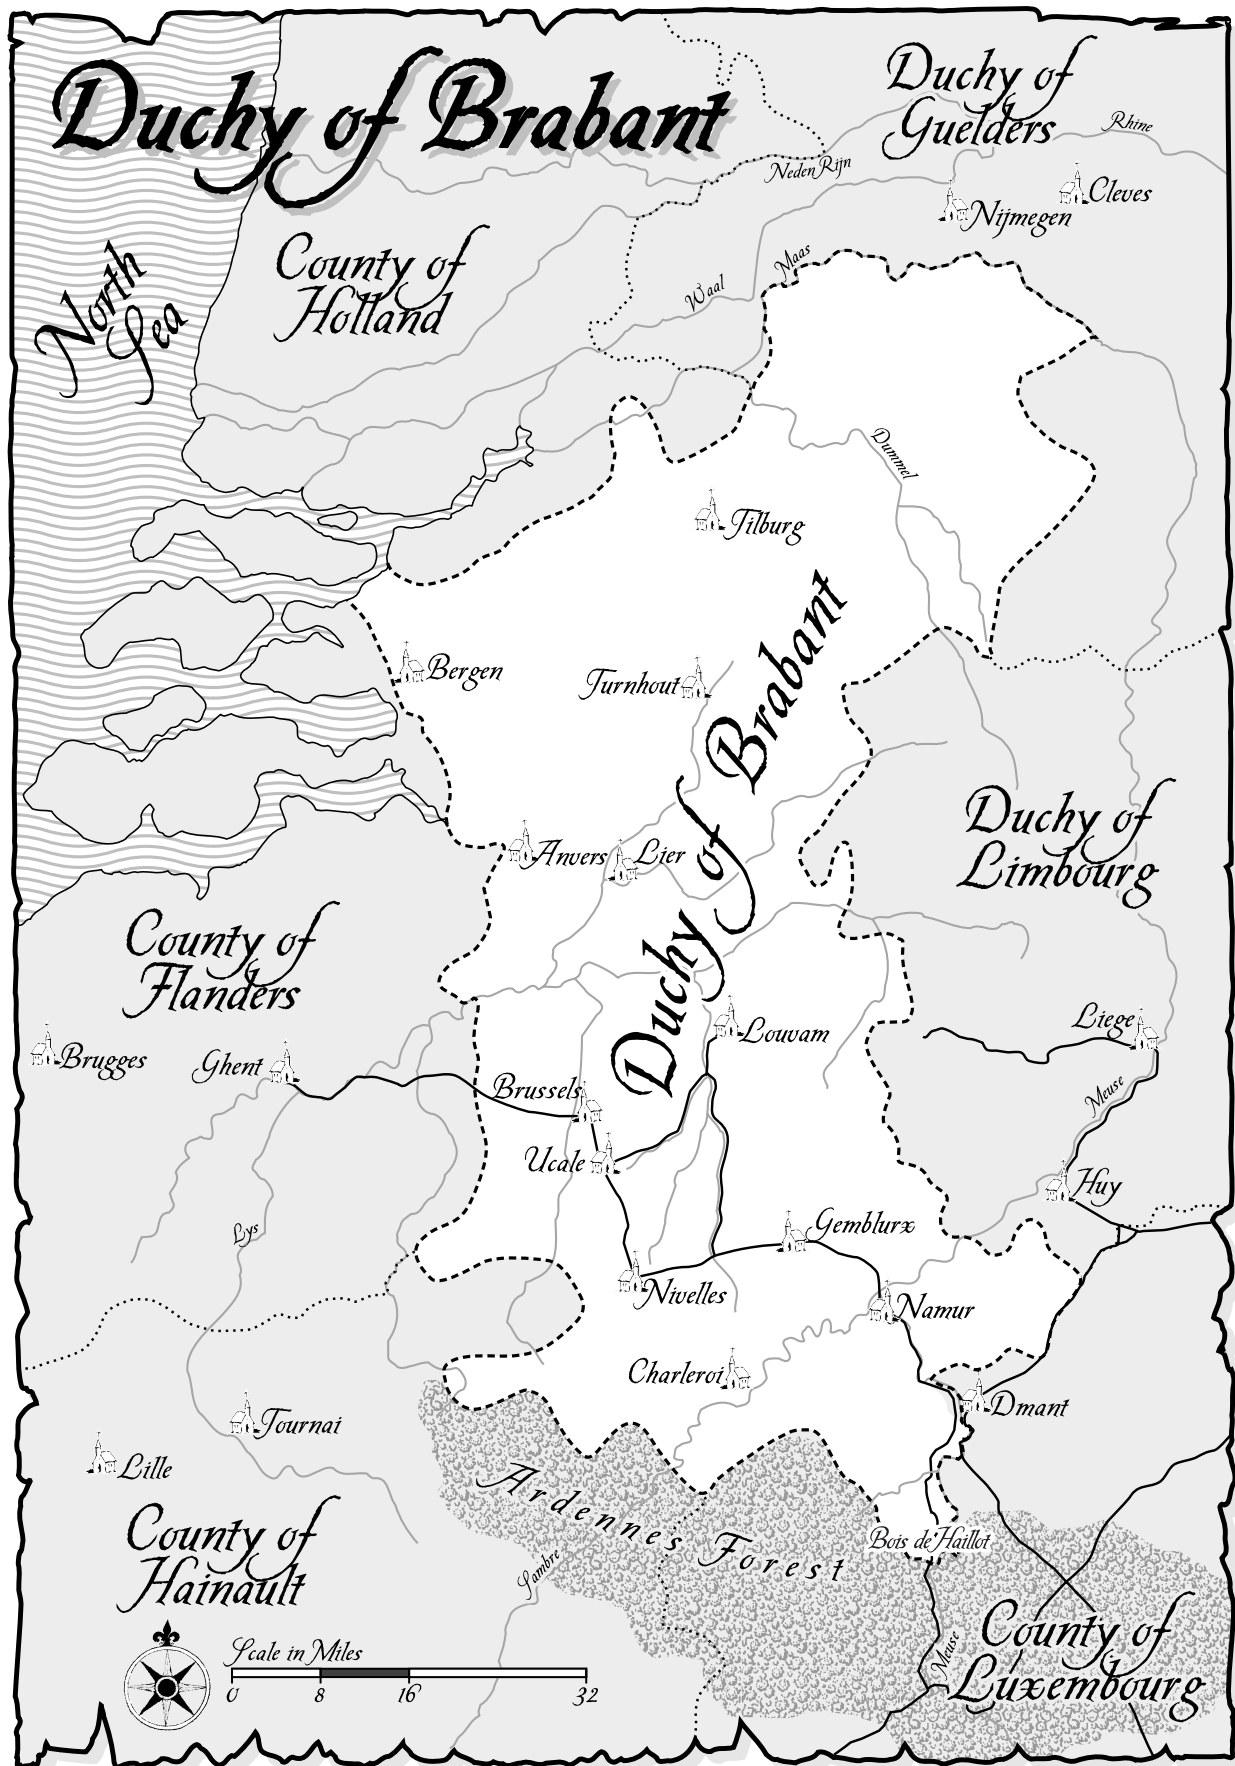 Duchy of Brabant
Duchy of
Guelders
Rhine
Neden Rijn
Cleves
Nijmegen
North
Sea
County of
Holland
Maas
Waal
Dummel
Tilburg
Bergen
Turnhout
Duchy of Brabant
Duchy of
Limbourg
Anvers
Lier
County of
Flanders
Brugges
Ghent
Louvam
Liege
Brussels
Meuse
Ucale
Huy
Lys
Gemblurx
Nivelles
Namur
Charleroi
Dmant
Tournai
Lille
Ardennes Forest
County of
Hainault
Bois de Haillot
Sambre
County of
Luxembourg
Meuse
Scale in Miles
0 8 16 32